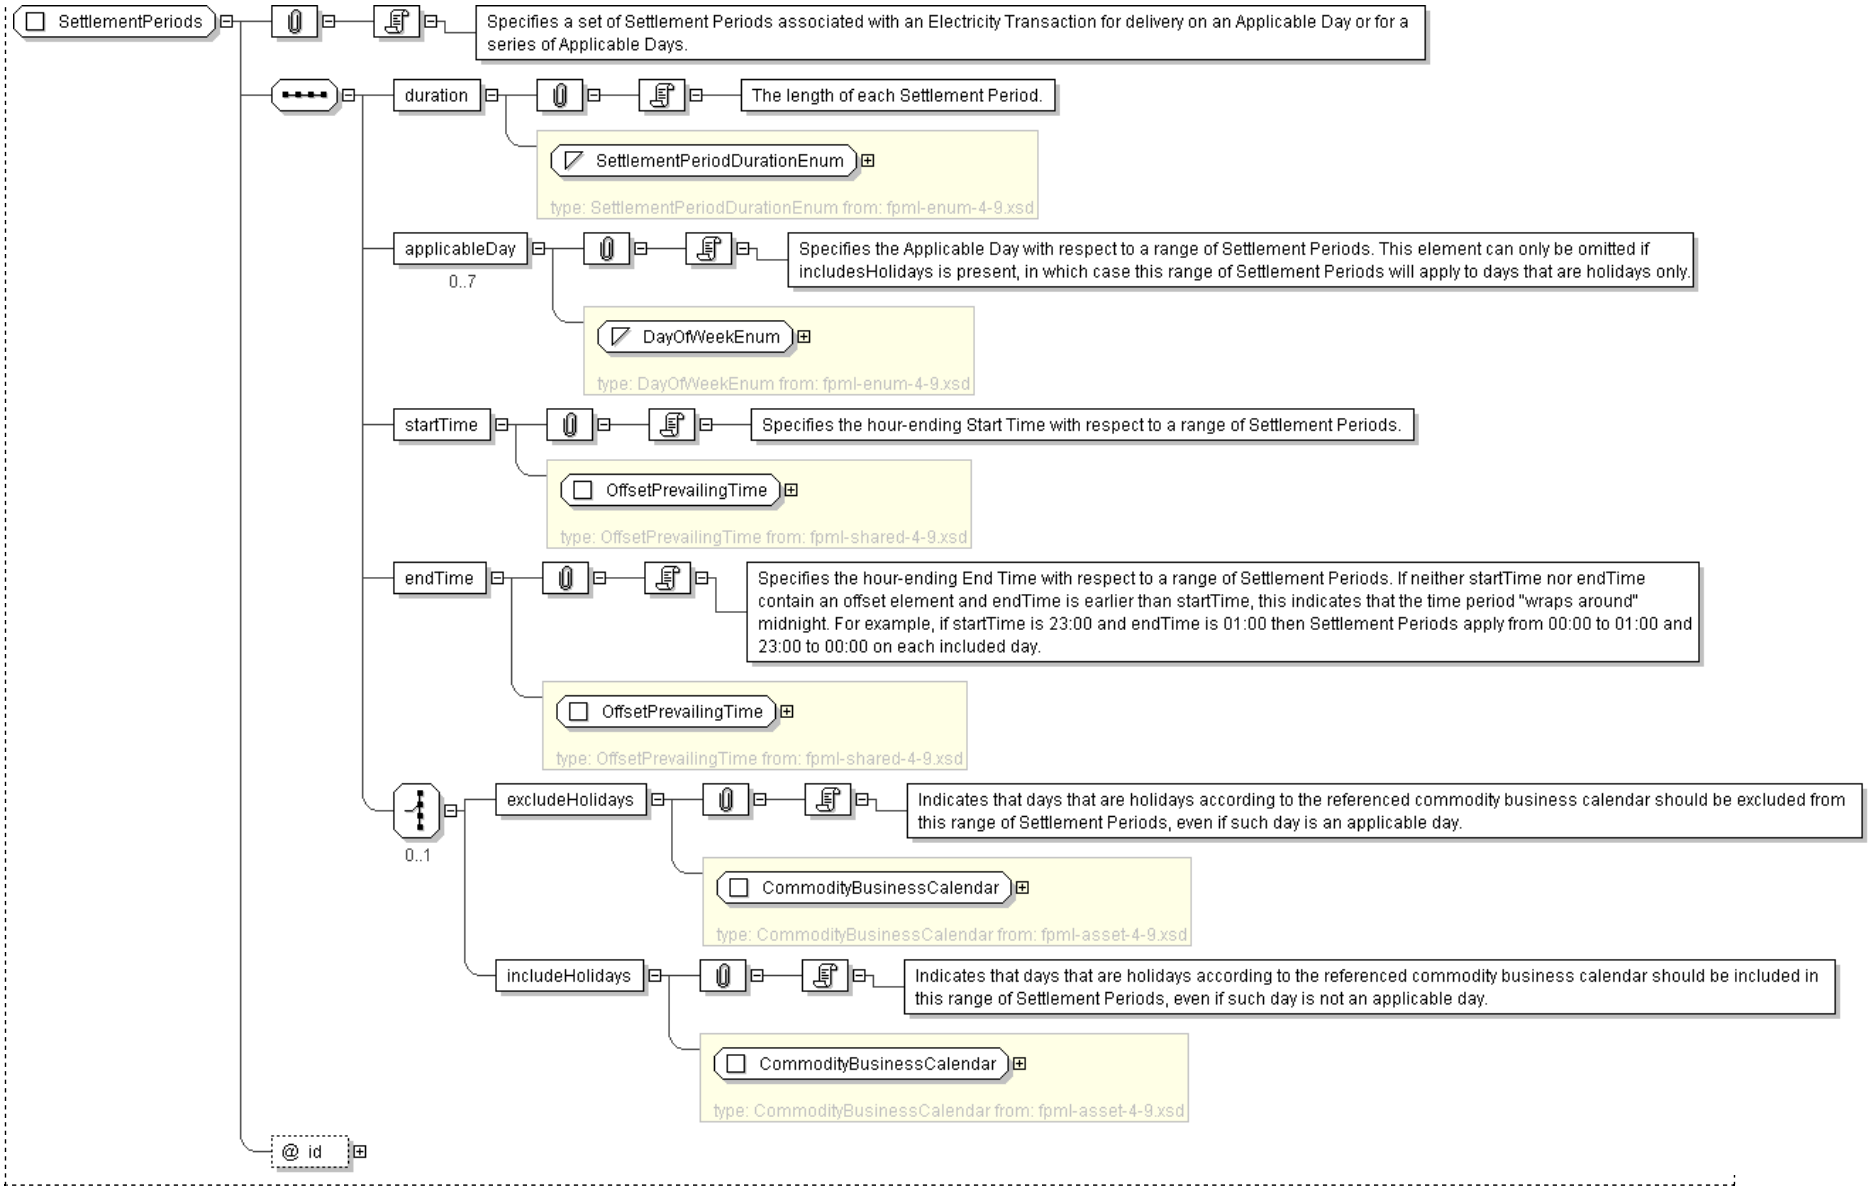 SettlementPeriods
Specifies a set of Settlement Periods associated with an Electricity Transaction for delivery on an Applicable Day or for a
series of Applicable Days.
duration
The length of each Settlement Period.
SettlementPeriodDurationEnum
type: SettlementPeriodDurationEnum from: fpml-enum-4-9.xsd
applicableDay
0..7
Specifies the Applicable Day with respect to a range of Settlement Periods. This element can only be omitted if
includesHolidays is present, in which case this range of Settlement Periods will apply to days that are holidays only.
DayOfWeekEnum
type: DayOfWeekEnum from: fpml-enum-4-9.xsd
startTime
Specifies the hour-ending Start Time with respect to a range of Settlement Periods.
OffsetPrevailingTime
type: OffsetPrevailingTime from: fpml-shared-4-9.xsd
endTime
Specifies the hour-ending End Time with respect to a range of Settlement Periods. If neither startTime nor endTime
contain an offset element and endTime is earlier than startTime, this indicates that the time period "wraps around"
midnight. For example, if startTime is 23:00 and endTime is 01:00 then Settlement Periods apply from 00:00 to 01:00 and
23:00 to 00:00 on each included day.
OffsetPrevailingTime
type: OffsetPrevailingTime from: fpml-shared-4-9.xsd
0..1
excludeHolidays
Indicates that days that are holidays according to the referenced commodity business calendar should be excluded from
this range of Settlement Periods, even if such day is an applicable day.
CommodityBusinessCalendar
type: CommodityBusinessCalendar from: fpml-asset-4-9.xsd
includeHolidays
Indicates that days that are holidays according to the referenced commodity business calendar should be included in
this range of Settlement Periods, even if such day is not an applicable day.
CommodityBusinessCalendar
type: CommodityBusinessCalendar from: fpml-asset-4-9.xsd
@ id